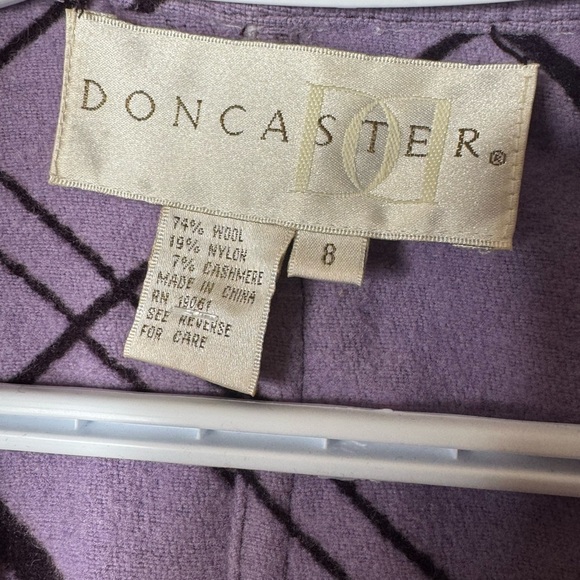 DONCASTER®
74% WOOL
19% NYLON
7% CASHMERE
MADE IN CHINA
RN 19061
SEE REVERSE
FOR CARE
8